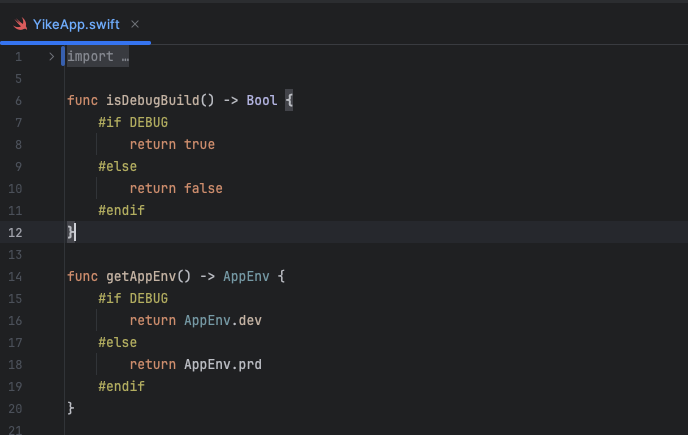 YikeApp.swift ×
1 > import …
5
6 func isDebugBuild() -> Bool {
7     #if DEBUG
8         return true
9     #else
10         return false
11     #endif
12 }
13
14 func getAppEnv() -> AppEnv {
15     #if DEBUG
16         return AppEnv.dev
17     #else
18         return AppEnv.prd
19     #endif
20 }
21